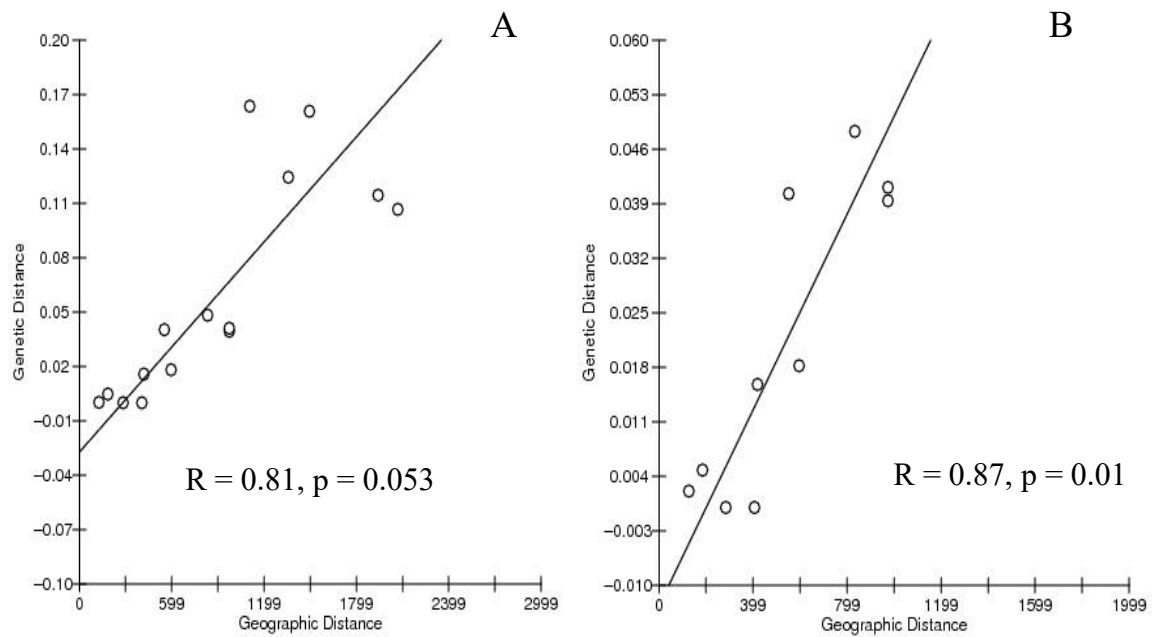 A
0.20
0.17
0.14
0.11
0.08
0.05
0.02
−0.01
−0.04
−0.07
−0.10
Genetic Distance
R = 0.81, p = 0.053
0 599 1199 1799 2399 2999
Geographic Distance
B
0.060
0.053
0.046
0.039
0.032
0.025
0.018
0.011
0.004
−0.003
−0.010
Genetic Distance
R = 0.87, p = 0.01
0 399 799 1199 1599 1999
Geographic Distance